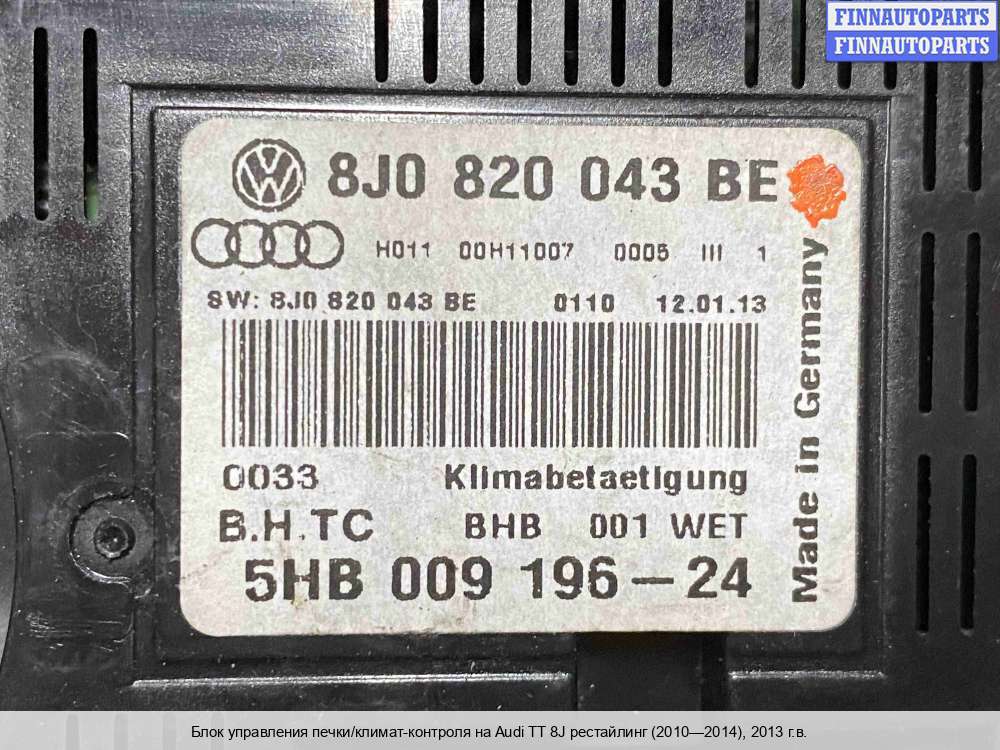 FINNAUTOPARTS
FINNAUTOPARTS
8J0 820 043 BE
H011 00H11007 0005 III 1
SW: 8J0 820 043 BE 0110 12.01.13
0033 Klimabetaetigung
B.H.TC BHB 001 WET
5HB 009 196-24
Made in Germany
Блок управления печки/климат-контроля на Audi TT 8J рестайлинг (2010—2014), 2013 г.в.